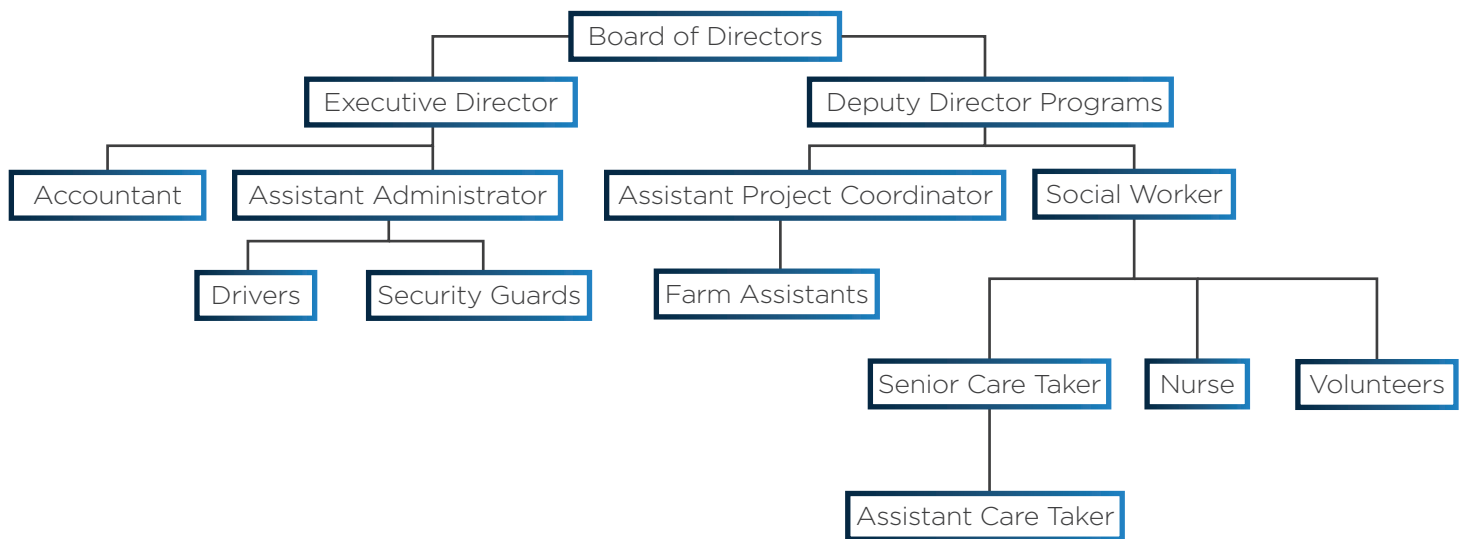 Board of Directors
Executive Director
Deputy Director Programs
Accountant
Assistant Administrator
Assistant Project Coordinator
Social Worker
Drivers
Security Guards
Farm Assistants
Senior Care Taker
Nurse
Volunteers
Assistant Care Taker